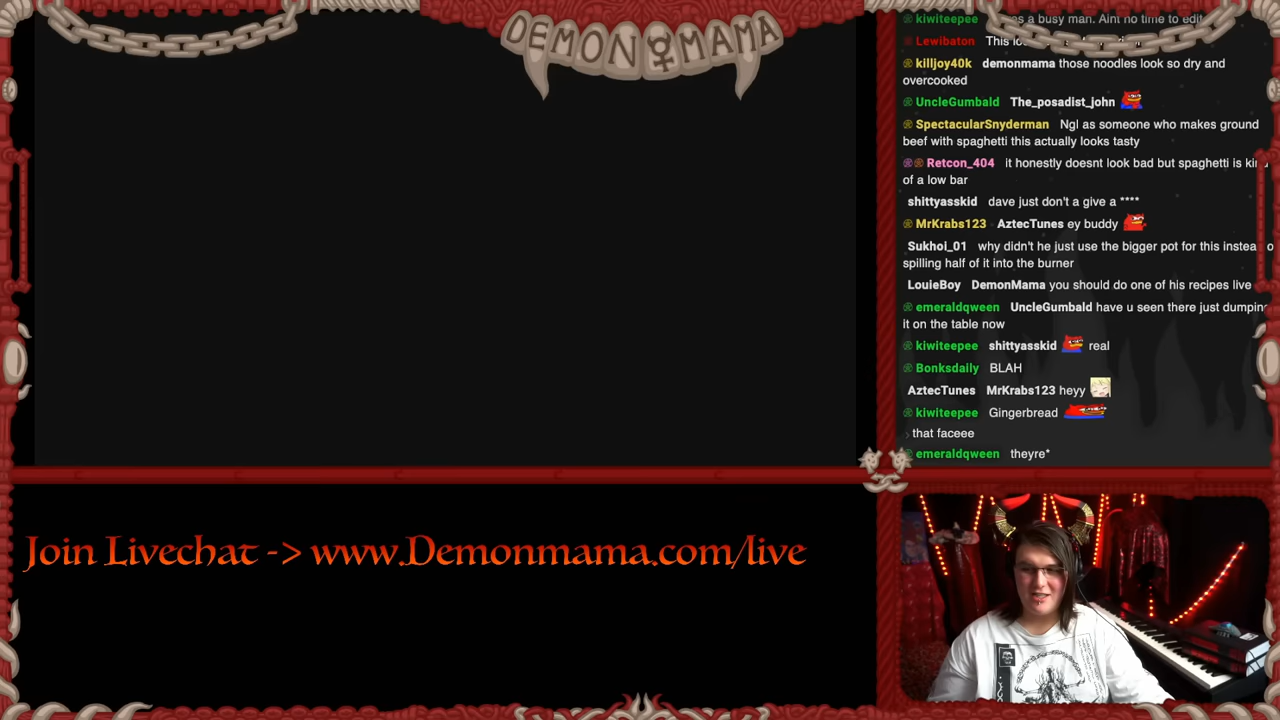 DEMON MAMA
kiwiteepee a busy man. Aint no time to edit
Lewibaton This
killjoy40k demonmama those noodles look so dry and
overcooked
UncleGumbald The_posadist_john
SpectacularSnyderman Ngl as someone who makes ground
beef with spaghetti this actually looks tasty
Retcon_404 it honestly doesnt look bad but spaghetti is
of a low bar
shittyasskid dave just don't a give a ****
MrKrabs123 AztecTunes ey buddy
Sukhoi_01 why didn't he just use the bigger pot for this
spilling half of it into the burner
LouieBoy DemonMama you should do one of his recipes live
emeraldqween UncleGumbald have u seen there just
it on the table now
kiwiteepee shittyasskid real
Bonksdaily BLAH
AztecTunes MrKrabs123 heyy
kiwiteepee Gingerbread
that faceee
emeraldqween theyre*
Join Livechat -> www.Demonmama.com/live